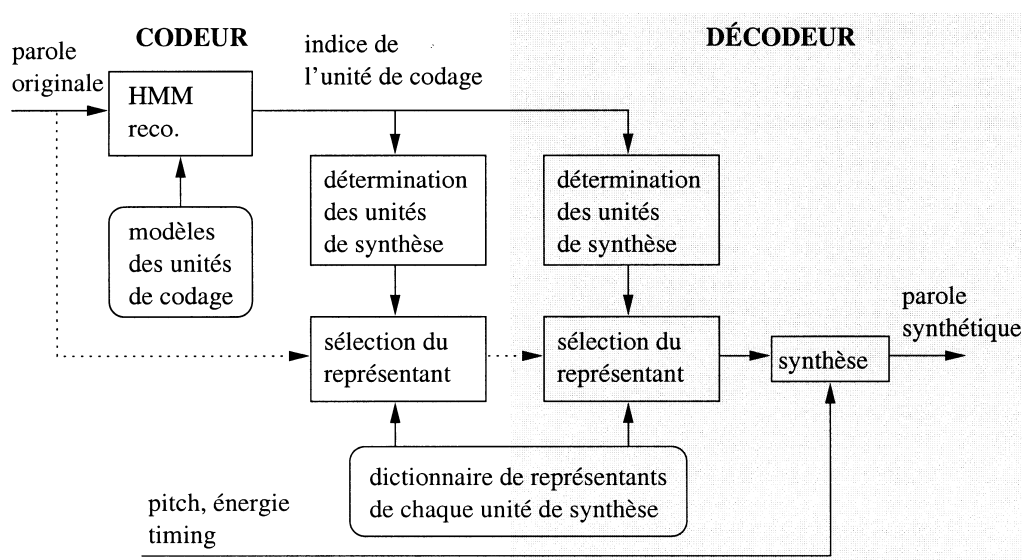 CODEUR
DÉCODEUR
parole
originale
indice de
l'unité de codage
HMM
reco.
modèles
des unités
de codage
détermination
des unités
de synthèse
détermination
des unités
de synthèse
sélection du
représentant
sélection du
représentant
synthèse
parole
synthétique
dictionnaire de représentants
de chaque unité de synthèse
pitch, énergie
timing